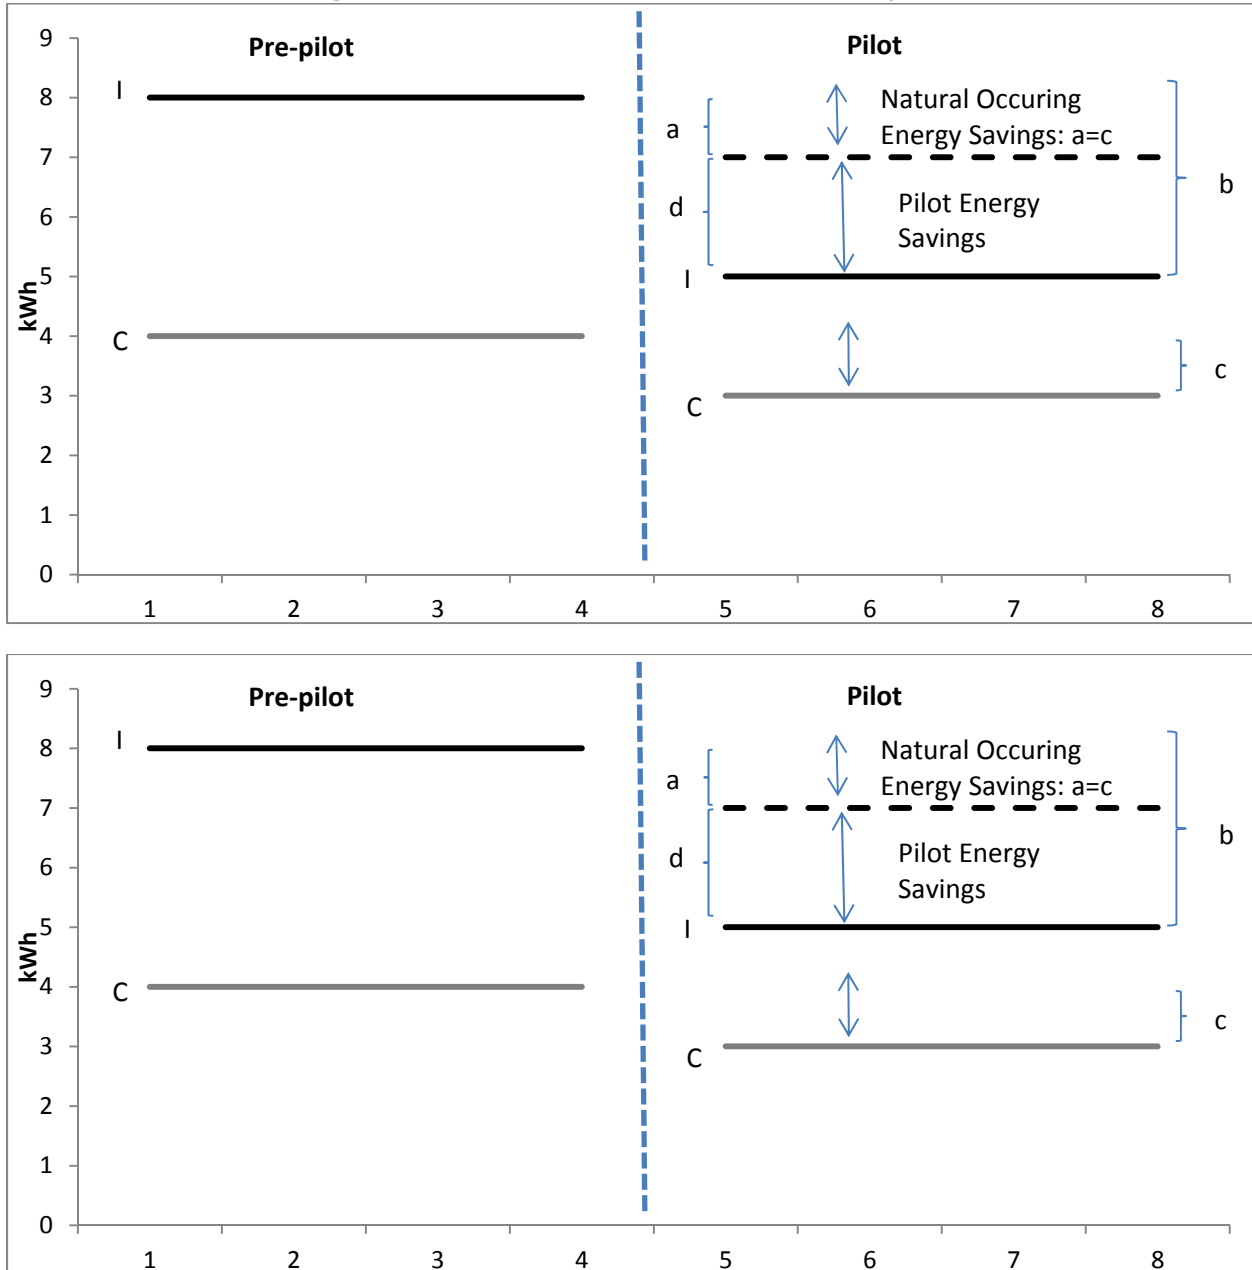 9
Pre-pilot
Pilot
I
8
a
Natural Occuring
Energy Savings: a=c
7
b
d
Pilot Energy
Savings
6
5
I
kWh
4
C
c
3
C
2
1
0
1 2 3 4 5 6 7 8
9
Pre-pilot
Pilot
I
8
a
Natural Occuring
Energy Savings: a=c
7
b
d
Pilot Energy
Savings
6
5
I
kWh
4
C
c
3
C
2
1
0
1 2 3 4 5 6 7 8